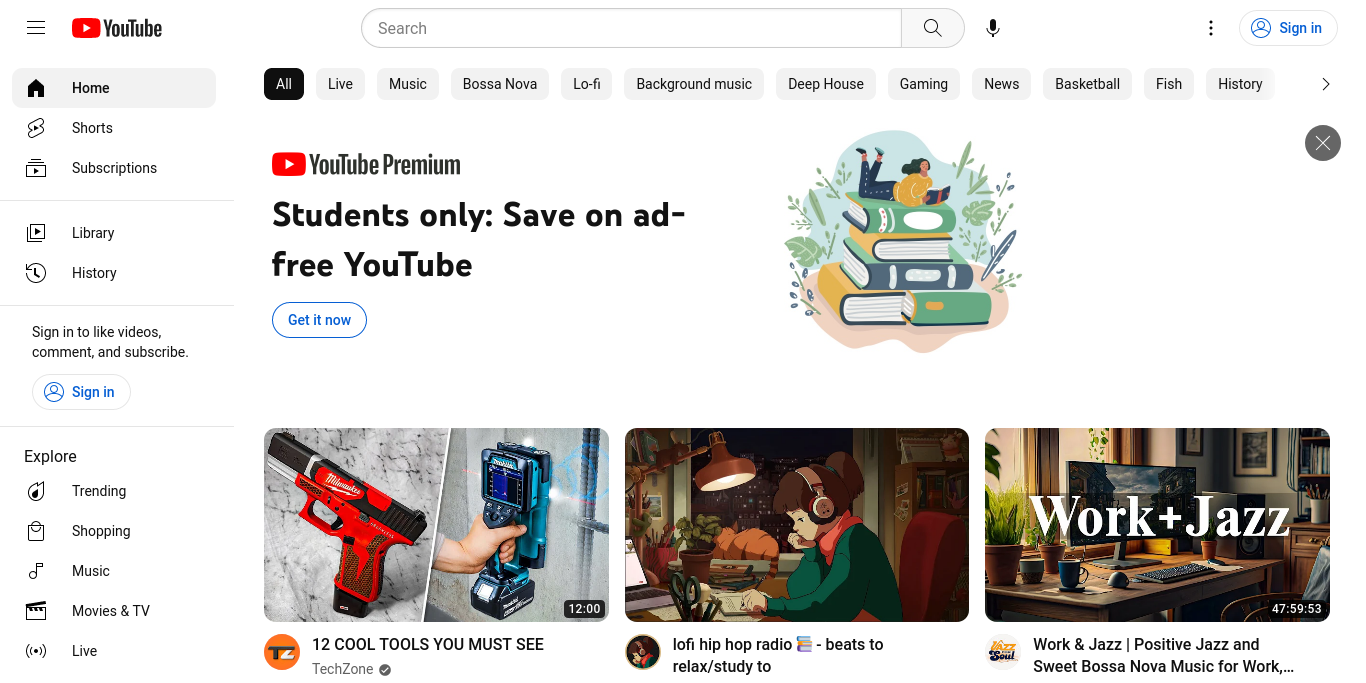 YouTube
Search
Sign in
Home
Shorts
Subscriptions
Library
History
Sign in to like videos,
comment, and subscribe.
Sign in
Explore
Trending
Shopping
Music
Movies & TV
Live
All
Live
Music
Bossa Nova
Lo-fi
Background music
Deep House
Gaming
News
Basketball
Fish
History
YouTube Premium
Students only: Save on ad-
free YouTube
Get it now
Milwaukee
makita
12:00
TZ
12 COOL TOOLS YOU MUST SEE
TechZone
lofi hip hop radio 📚 - beats to
relax/study to
Work+Jazz
47:59:53
JAZZ
Soul
Work & Jazz | Positive Jazz and
Sweet Bossa Nova Music for Work,...